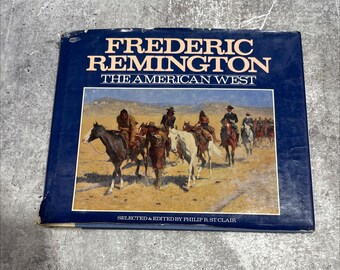 FREDERIC
REMINGTON
THE AMERICAN WEST
SELECTED & EDITED BY PHILIP R. ST. CLAIR